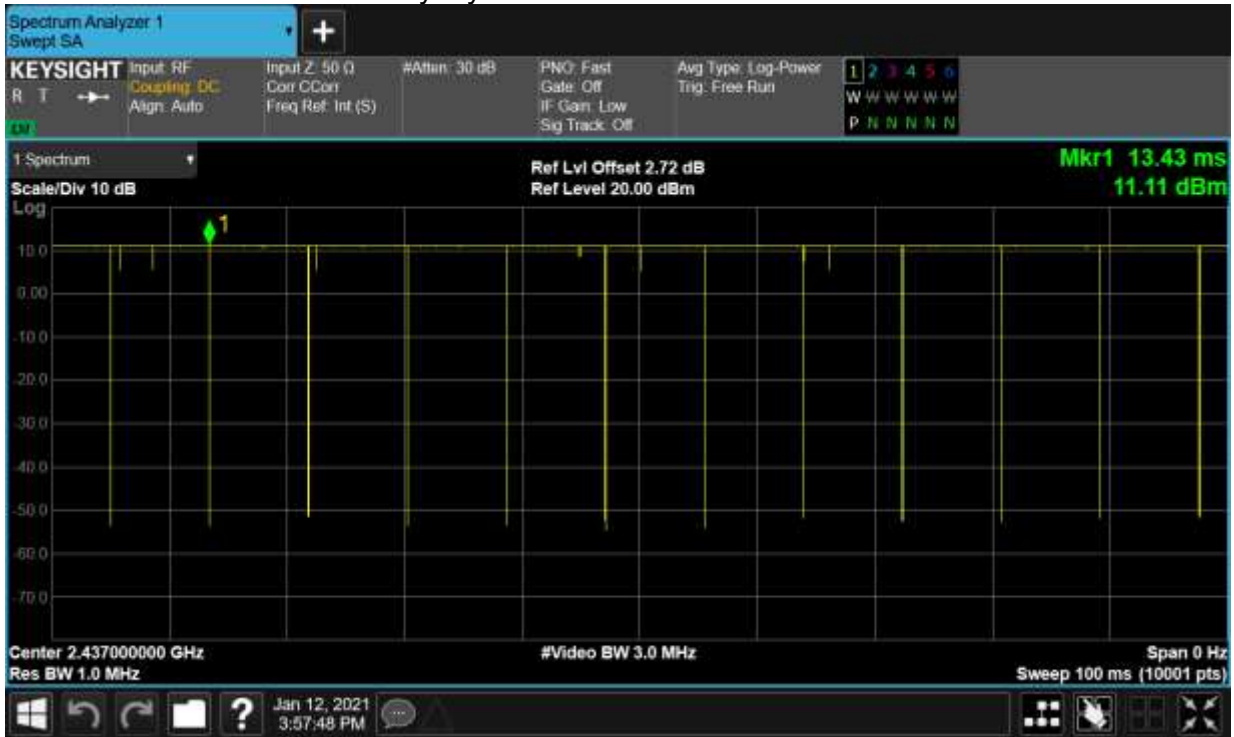 Spectrum Analyzer 1
Swept SA
+
KEYSIGHT Input: RF Input Z: 50 Ω #Atten: 30 dB PNO: Fast Avg Type: Log-Power 1 2 3 4 5 6
R T Coupling: DC Corr CCorr Gate: Off Trig: Free Run W W W W W W
Align: Auto Freq Ref: Int (S) IF Gain: Low P N N N N N
Sig Track: Off
1 Spectrum
Ref Lvl Offset 2.72 dB Mkr1 13.43 ms
Scale/Div 10 dB Ref Level 20.00 dBm 11.11 dBm
Log
1
10.0
0.00
-10.0
-20.0
-30.0
-40.0
-50.0
-60.0
-70.0
Center 2.437000000 GHz #Video BW 3.0 MHz Span 0 Hz
Res BW 1.0 MHz Sweep 100 ms (10001 pts)
? Jan 12, 2021
3:57:48 PM